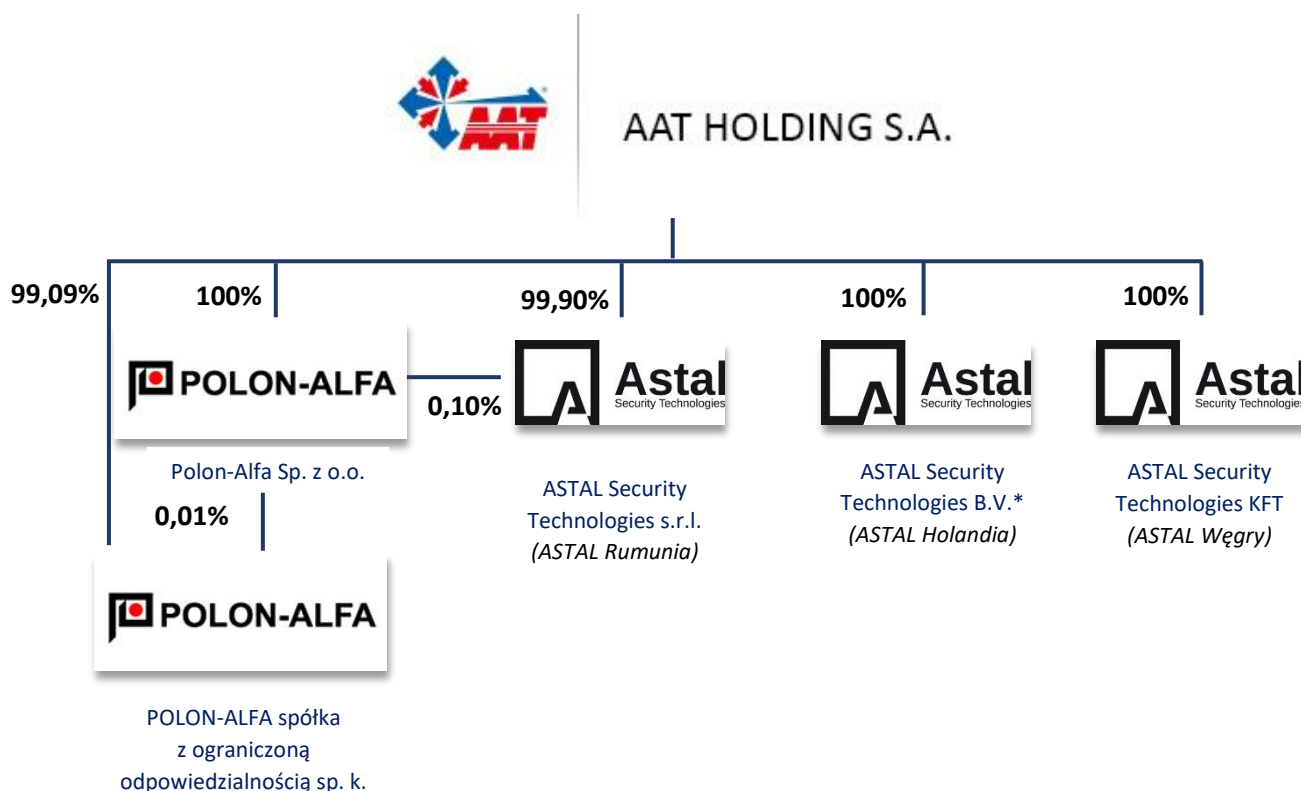 AAT
AAT HOLDING S.A.
99,09%
100%
99,90%
100%
100%
POLON-ALFA
0,10%
Astal
Security Technologies
Astal
Security Technologies
Astal
Security Technologies
Polon-Alfa Sp. z o.o.
ASTAL Security
Technologies s.r.l.
(ASTAL Rumunia)
ASTAL Security
Technologies B.V.*
(ASTAL Holandia)
ASTAL Security
Technologies KFT
(ASTAL Węgry)
0,01%
POLON-ALFA
POLON-ALFA spółka
z ograniczoną
odpowiedzialnością sp. k.